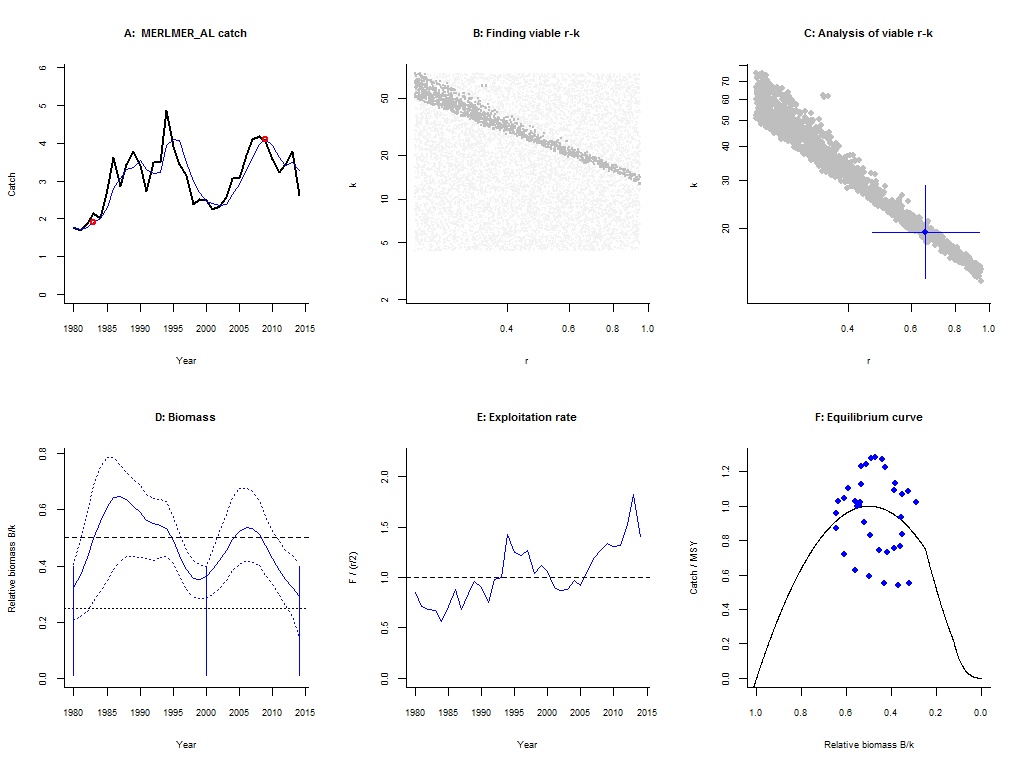 A: MERLMER_AL catch
Catch
6
5
4
3
2
1
0
1980 1985 1990 1995 2000 2005 2010 2015
Year
B: Finding viable r-k
k
50
20
10
5
2
0.4 0.6 0.8 1.0
r
C: Analysis of viable r-k
k
70
60
50
40
30
20
0.4 0.6 0.8 1.0
r
D: Biomass
Relative biomass B/k
0.8
0.6
0.4
0.2
0.0
1980 1985 1990 1995 2000 2005 2010 2015
Year
E: Exploitation rate
F / (r/2)
2.0
1.5
1.0
0.5
0.0
1980 1985 1990 1995 2000 2005 2010 2015
Year
F: Equilibrium curve
Catch / MSY
1.2
1.0
0.8
0.6
0.4
0.2
0.0
1.0 0.8 0.6 0.4 0.2 0.0
Relative biomass B/k